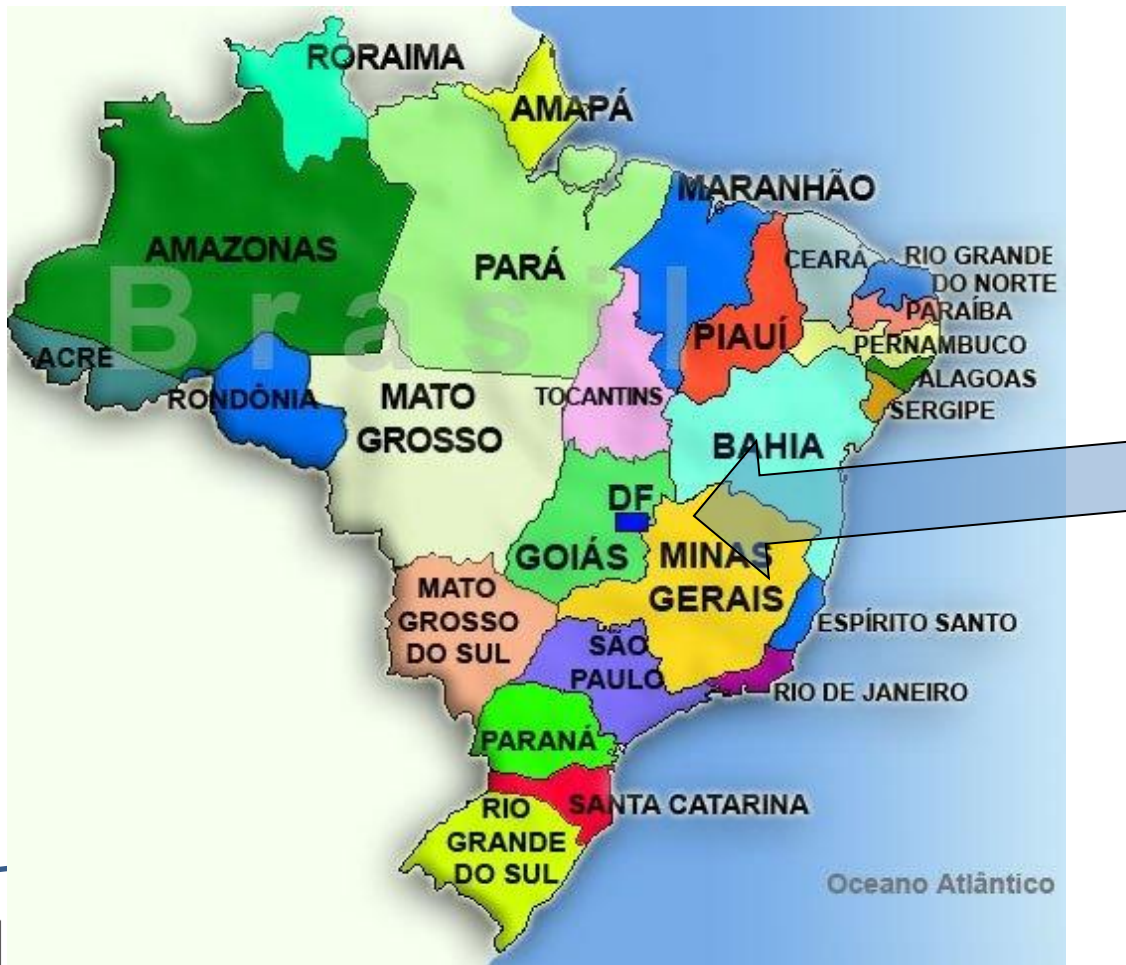 RORAIMA
AMAPÁ
MARANHÃO
AMAZONAS
PARÁ
CEARÁ
RIO GRANDE
DO NORTE
Brasil
PARAÍBA
PIAUÍ
PERNAMBUCO
ACRE
ALAGOAS
RONDÔNIA
MATO
GROSSO
TOCANTINS
SERGIPE
BAHIA
DF
GOIÁS
MINAS
GERAIS
MATO
GROSSO
DO SUL
ESPÍRITO SANTO
SÃO
PAULO
RIO DE JANEIRO
PARANÁ
SANTA CATARINA
RIO
GRANDE
DO SUL
Oceano Atlântico